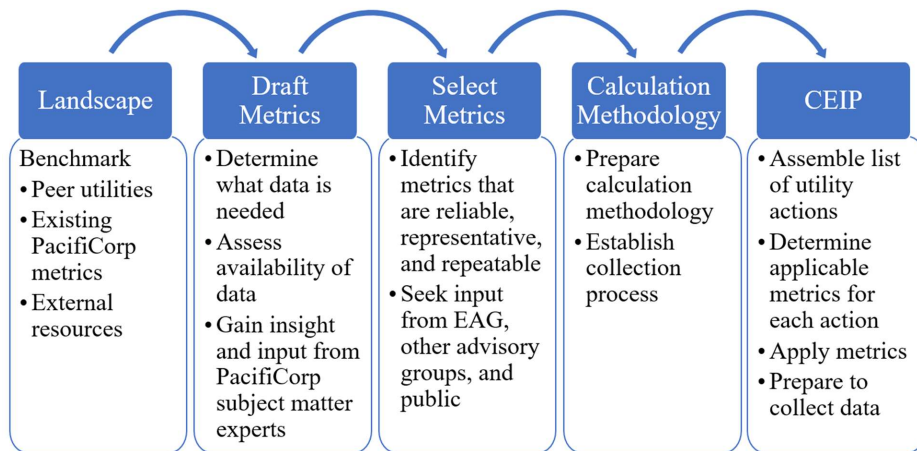 Landscape
Benchmark
• Peer utilities
• Existing
PacifiCorp
metrics
• External
resources
Draft
Metrics
• Determine
what data is
needed
• Assess
availability of
data
• Gain insight
and input from
PacifiCorp
subject matter
experts
Select
Metrics
• Identify
metrics that
are reliable,
representative,
and repeatable
• Seek input
from EAG,
other advisory
groups, and
public
Calculation
Methodology
• Prepare
calculation
methodology
• Establish
collection
process
CEIP
• Assemble list
of utility
actions
• Determine
applicable
metrics for
each action
• Apply metrics
• Prepare to
collect data